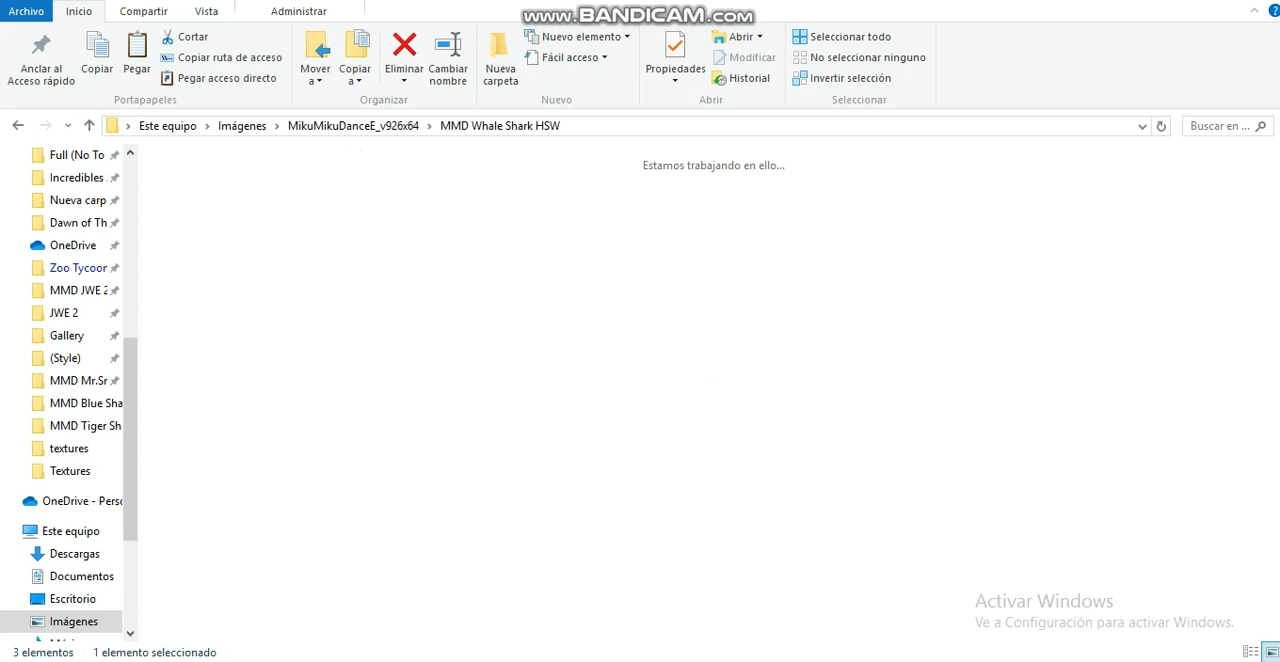 Archivo Inicio Compartir Vista Administrar
www.BANDICAM.com
Anclar al Acceso rápido
Copiar
Pegar
Cortar
Copiar ruta de acceso
Pegar acceso directo
Portapapeles
Mover a
Copiar a
Eliminar
Cambiar nombre
Organizar
Nueva carpeta
Nuevo elemento
Fácil acceso
Nuevo
Propiedades
Abrir
Modificar
Historial
Abrir
Seleccionar todo
No seleccionar ninguno
Invertir selección
Seleccionar
Este equipo > Imágenes > MikuMikuDanceE_v926x64 > MMD Whale Shark HSW
Buscar en ...
Full (No To
Incredibles
Nueva carp
Dawn of Th
OneDrive
Zoo Tycoon
MMD JWE 2
JWE 2
Gallery
(Style)
MMD Mr.Sr
MMD Blue Sha
MMD Tiger Sh
textures
Textures
OneDrive - Perso
Este equipo
Descargas
Documentos
Escritorio
Imágenes
Estamos trabajando en ello...
Activar Windows
Ve a Configuración para activar Windows.
3 elementos 1 elemento seleccionado